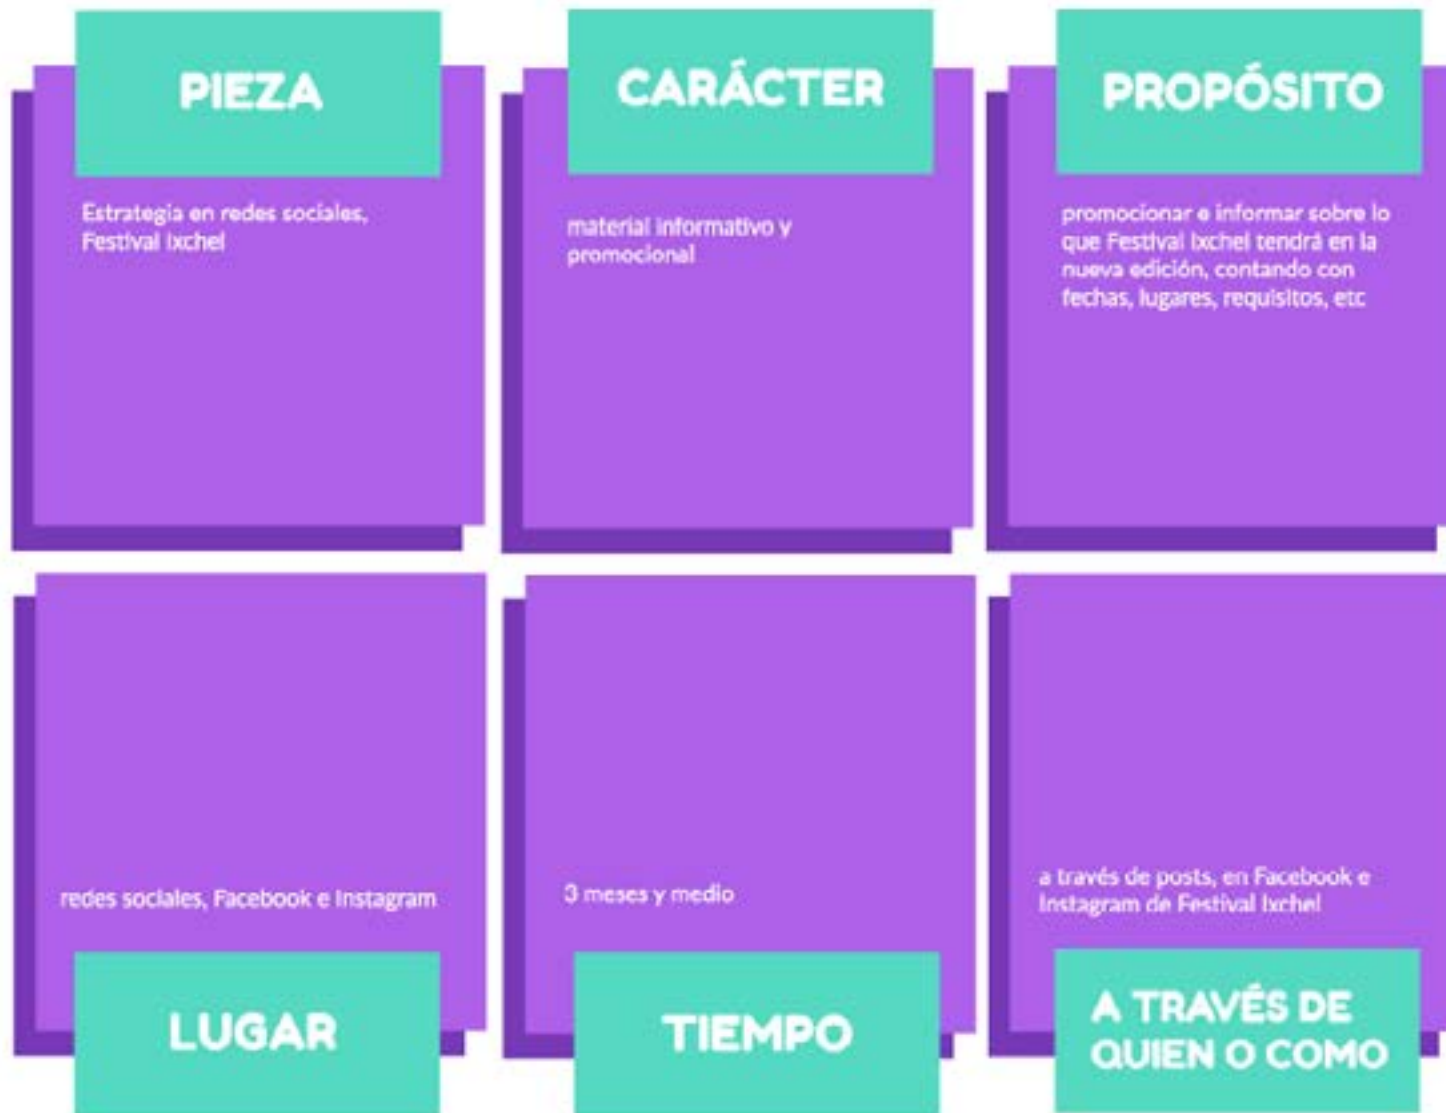 PIEZA
Estrategia en redes sociales,
Festival Ixchel
CARÁCTER
material informativo y
promocional
PROPÓSITO
promocionar e informar sobre lo
que Festival Ixchel tendrá en la
nueva edición, contando con
fechas, lugares, requisitos, etc
redes sociales, Facebook e Instagram
LUGAR
3 meses y medio
TIEMPO
a través de posts, en Facebook e
Instagram de Festival Ixchel
A TRAVÉS DE
QUIEN O COMO